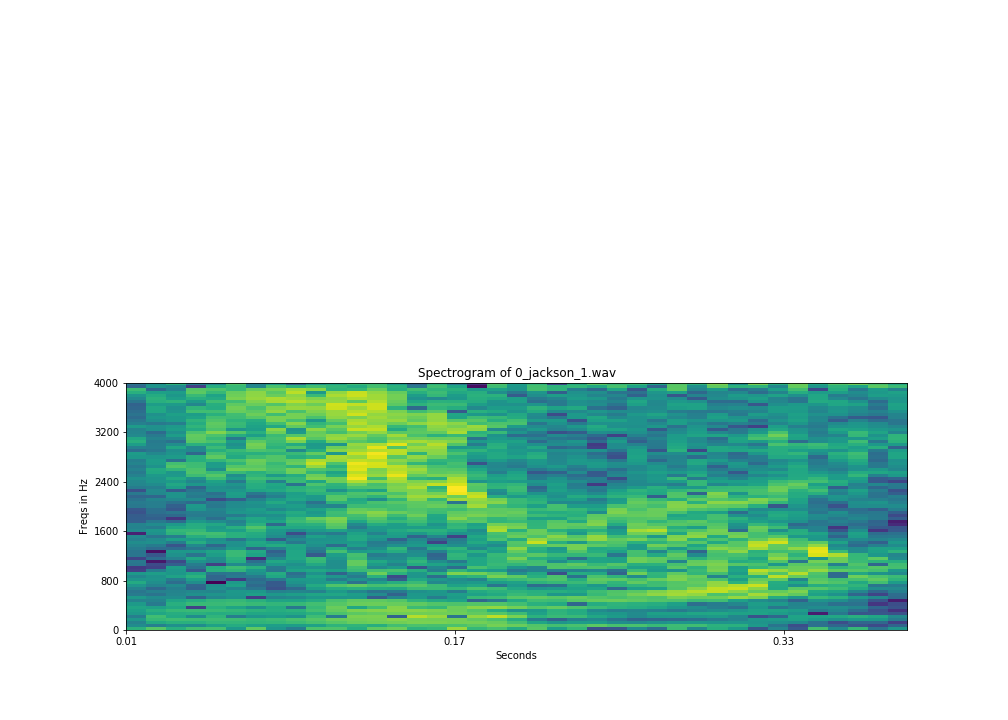 Spectrogram of 0_jackson_1.wav
4000
3200
2400
1600
800
0
Freqs in Hz
0.01 0.17 0.33
Seconds